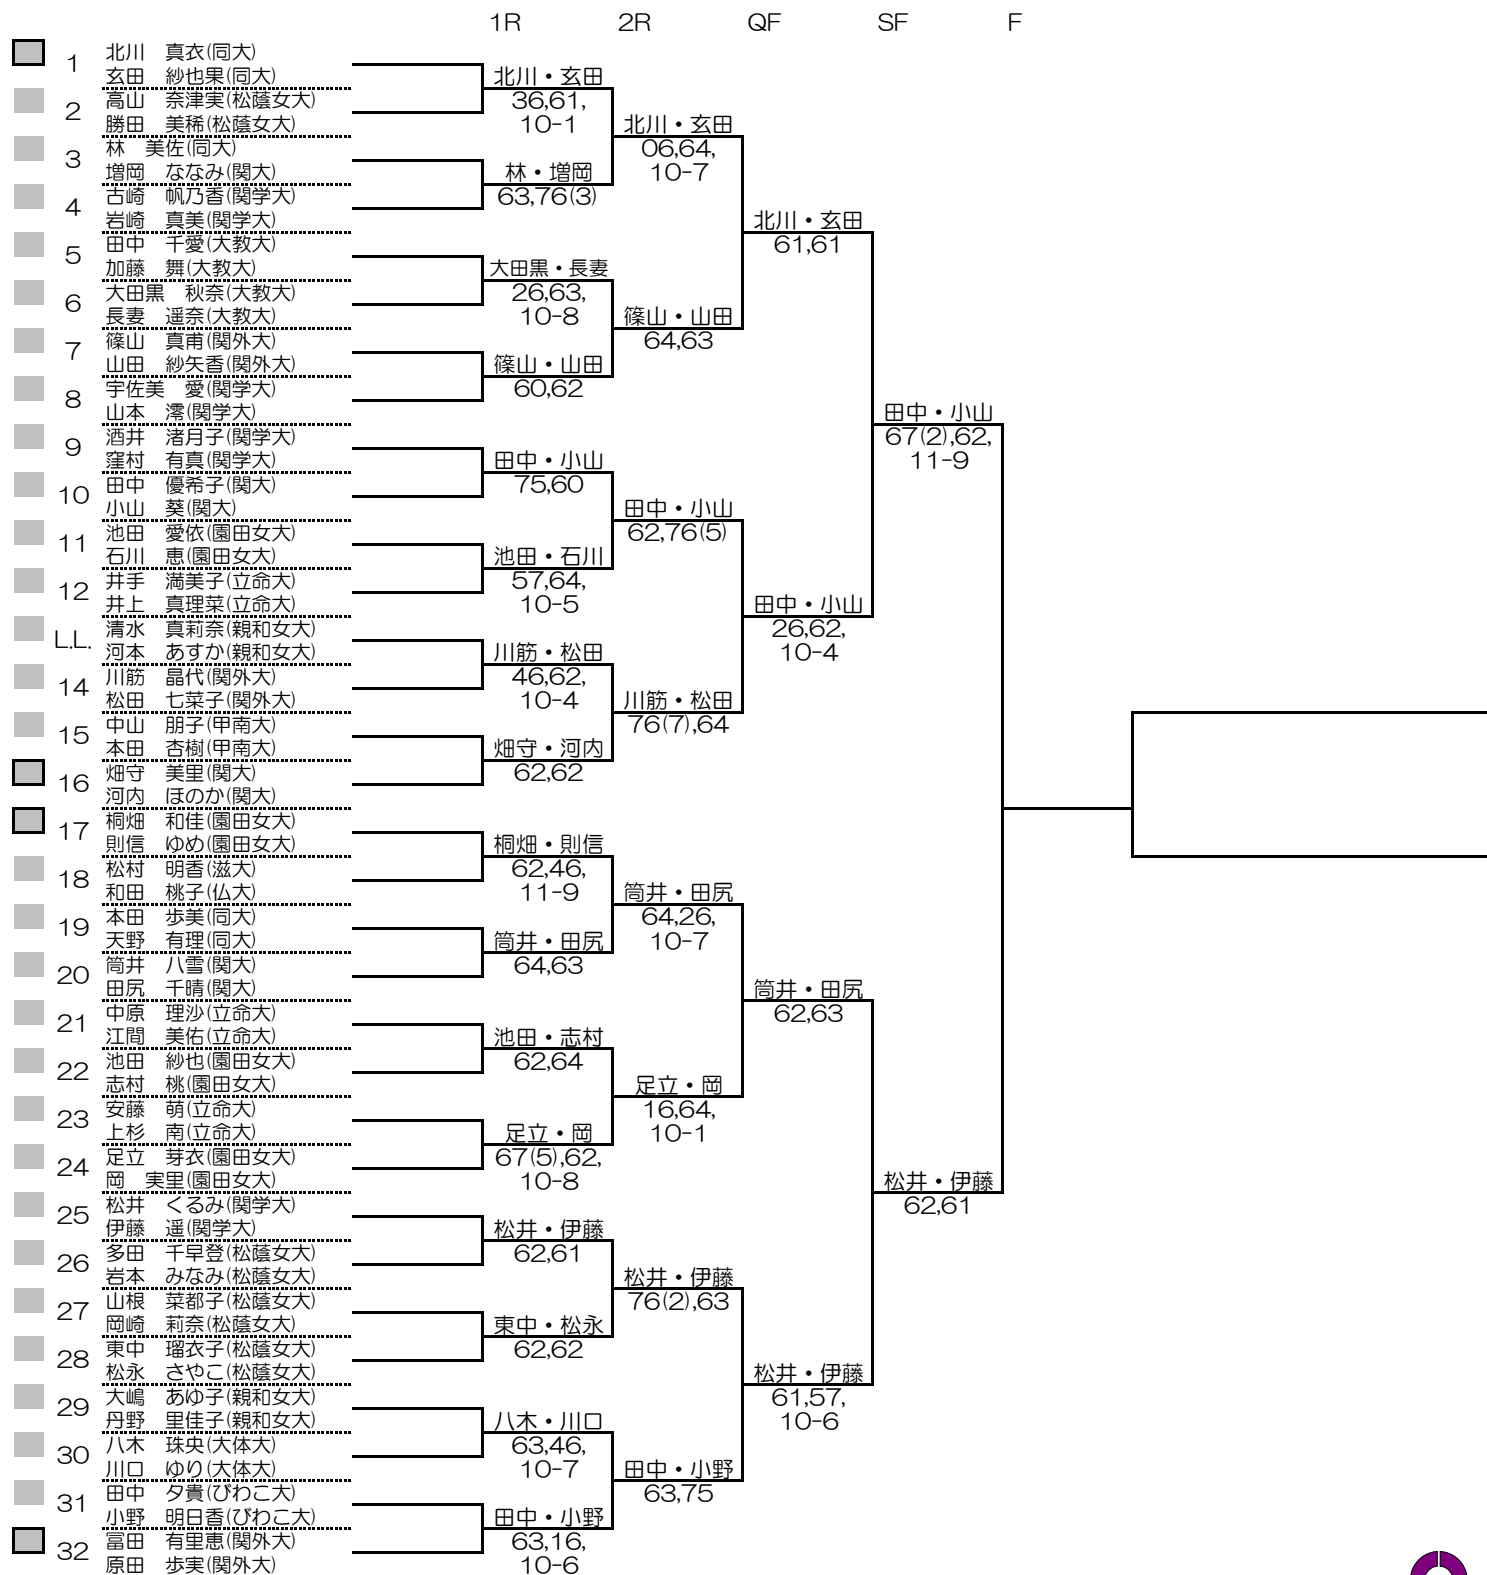 1R 2R QF SF F
1 北川　真衣(同大)
玄田　紗也果(同大)
2 高山　奈津実(松蔭女大)
勝田　美稀(松蔭女大)
3 林　美佐(同大)
増岡　ななみ(関大)
4 古崎　帆乃香(関学大)
岩崎　真美(関学大)
5 田中　千愛(大教大)
加藤　舞(大教大)
6 大田黒　秋奈(大教大)
長妻　遥奈(大教大)
7 篠山　真甫(関外大)
山田　紗矢香(関外大)
8 宇佐美　愛(関学大)
山本　澪(関学大)
9 酒井　渚月子(関学大)
窪村　有真(関学大)
10 田中　優希子(関大)
小山　葵(関大)
11 池田　愛依(園田女大)
石川　恵(園田女大)
12 井手　満美子(立命大)
井上　真理菜(立命大)
L.L. 清水　真莉奈(親和女大)
河本　あすか(親和女大)
14 川筋　晶代(関外大)
松田　七菜子(関外大)
15 中山　朋子(甲南大)
本田　杏樹(甲南大)
16 畑守　美里(関大)
河内　ほのか(関大)
17 桐畑　和佳(園田女大)
則信　ゆめ(園田女大)
18 松村　明香(滋大)
和田　桃子(仏大)
19 本田　歩美(同大)
天野　有理(同大)
20 筒井　八雪(関大)
田尻　千晴(関大)
21 中原　理沙(立命大)
江間　美佑(立命大)
22 池田　紗也(園田女大)
志村　桃(園田女大)
23 安藤　萌(立命大)
上杉　南(立命大)
24 足立　芽衣(園田女大)
岡　実里(園田女大)
25 松井　くるみ(関学大)
伊藤　遥(関学大)
26 多田　千早登(松蔭女大)
岩本　みなみ(松蔭女大)
27 山根　菜都子(松蔭女大)
岡崎　莉奈(松蔭女大)
28 東中　瑠衣子(松蔭女大)
松永　さやこ(松蔭女大)
29 大嶋　あゆ子(親和女大)
丹野　里佳子(親和女大)
30 八木　珠央(大体大)
川口　ゆり(大体大)
31 田中　夕貴(びわこ大)
小野　明日香(びわこ大)
32 冨田　有里恵(関外大)
原田　歩実(関外大)
北川・玄田
36,61,
10-1
林・増岡
63,76(3)
大田黒・長妻
26,63,
10-8
篠山・山田
60,62
田中・小山
75,60
池田・石川
57,64,
10-5
川筋・松田
46,62,
10-4
畑守・河内
62,62
桐畑・則信
62,46,
11-9
筒井・田尻
64,63
池田・志村
62,64
足立・岡
67(5),62,
10-8
松井・伊藤
62,61
東中・松永
62,62
八木・川口
63,46,
10-7
田中・小野
63,16,
10-6
北川・玄田
06,64,
10-7
篠山・山田
64,63
田中・小山
62,76(5)
川筋・松田
76(7),64
筒井・田尻
64,26,
10-7
足立・岡
16,64,
10-1
松井・伊藤
76(2),63
田中・小野
63,75
北川・玄田
61,61
田中・小山
26,62,
10-4
筒井・田尻
62,63
松井・伊藤
61,57,
10-6
田中・小山
67(2),62,
11-9
松井・伊藤
62,61